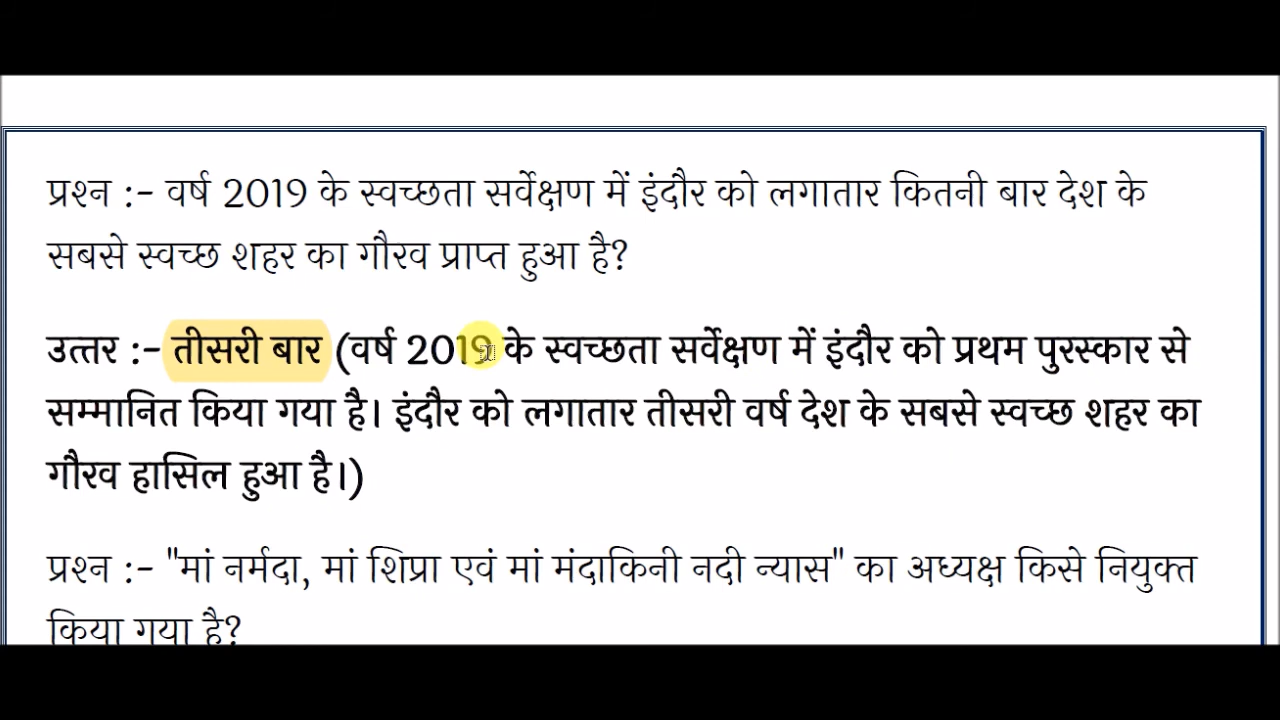 प्रश्न :- वर्ष 2019 के स्वच्छता सर्वेक्षण में इंदौर को लगातार कितनी बार देश के
सबसे स्वच्छ शहर का गौरव प्राप्त हुआ है?
उत्तर :- तीसरी बार (वर्ष 2019 के स्वच्छता सर्वेक्षण में इंदौर को प्रथम पुरस्कार से
सम्मानित किया गया है। इंदौर को लगातार तीसरी वर्ष देश के सबसे स्वच्छ शहर का
गौरव हासिल हुआ है।)
प्रश्न :- "मां नर्मदा, मां शिप्रा एवं मां मंदाकिनी नदी न्यास" का अध्यक्ष किसे नियुक्त
किया गया है?